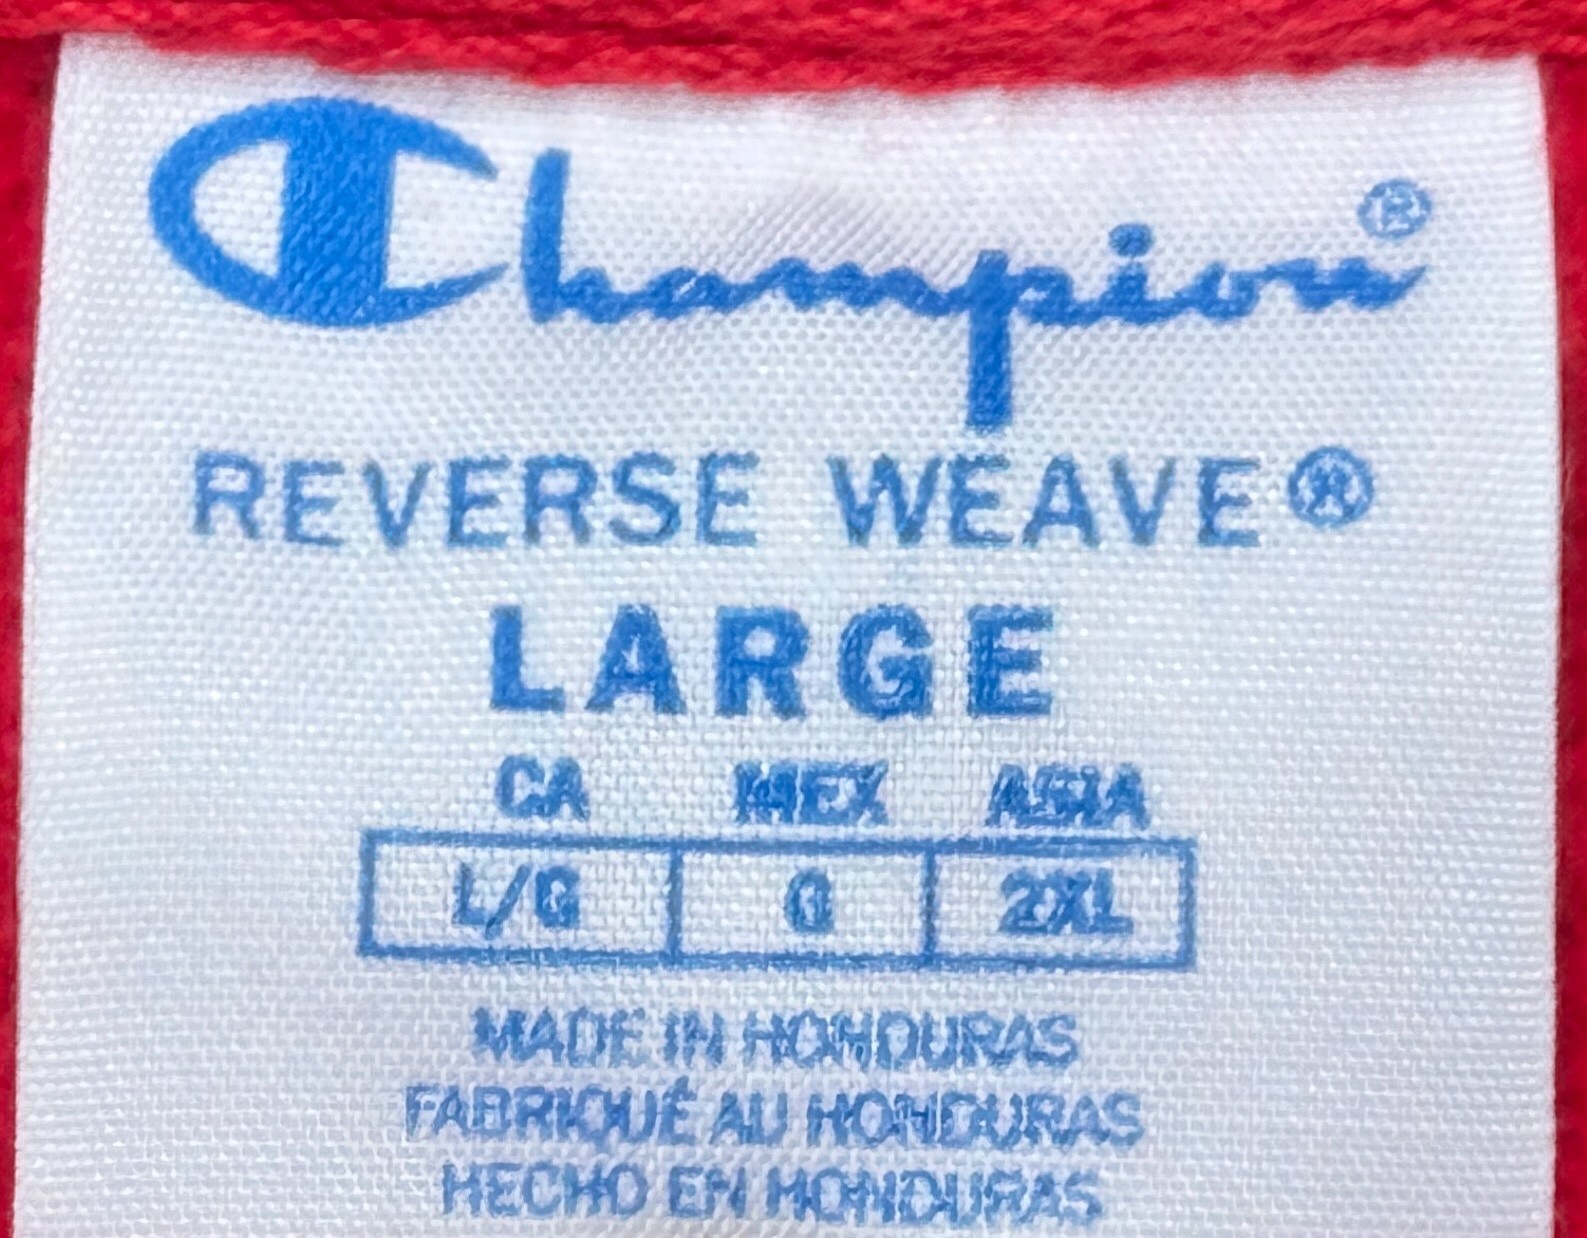 Champion®
REVERSE WEAVE®
LARGE
CA MEX ASIA
L/G G 2XL
MADE IN HONDURAS
FABRIQUÉ AU HONDURAS
HECHO EN HONDURAS